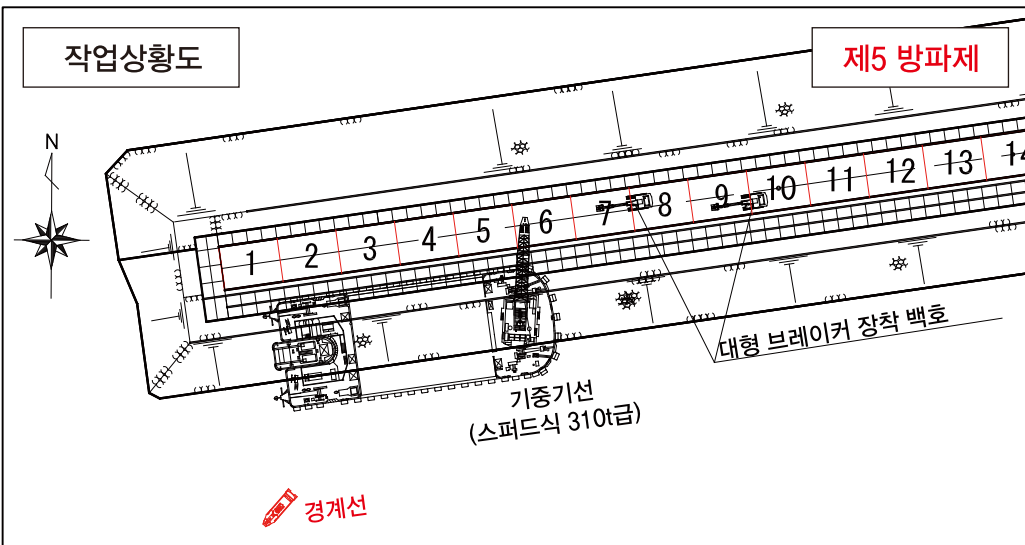 작업상황도
제5 방파제
N
1 2 3 4 5 6 7 8 9 10 11 12 13 14
대형 브레이커 장착 백호
기중기선
(스퍼드식 310t급)
경계선